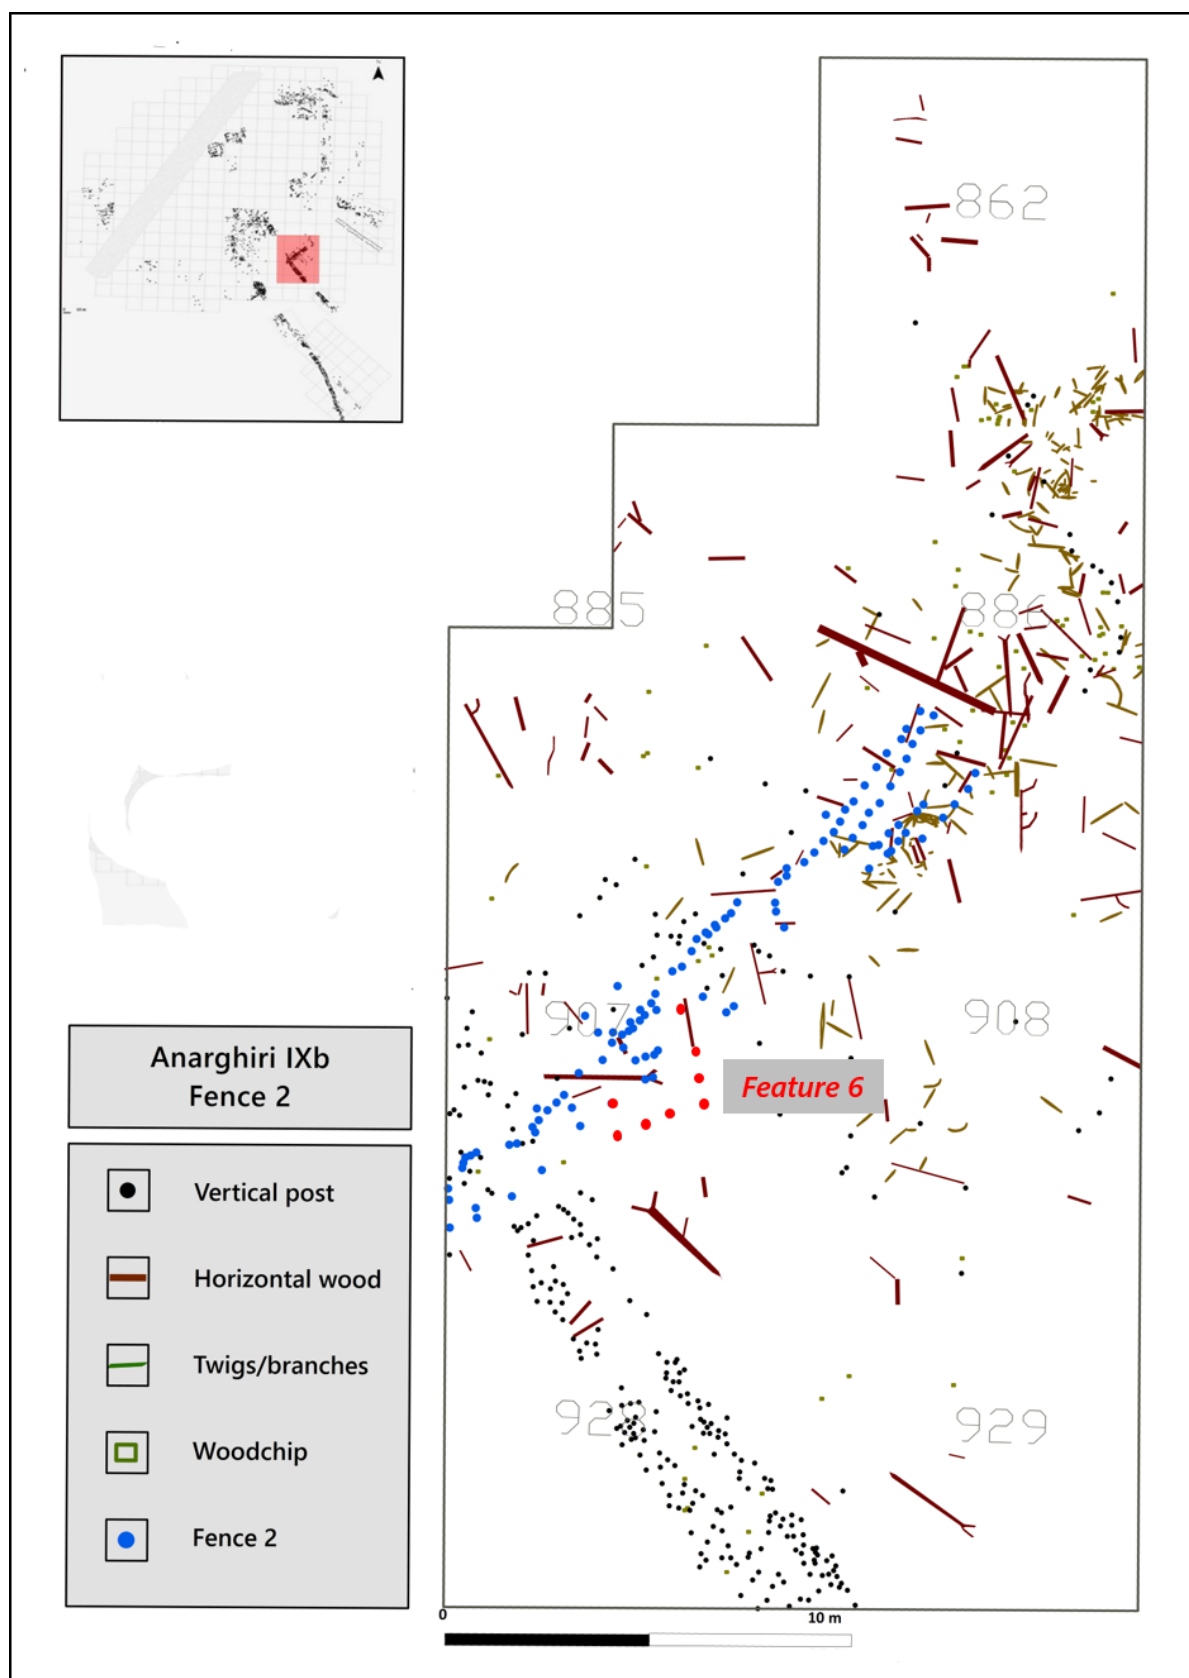 862
885
886
907
908
Anarghiri IXb
Fence 2
Feature 6
Vertical post
Horizontal wood
Twigs/branches
Woodchip
Fence 2
928
929
0
10 m